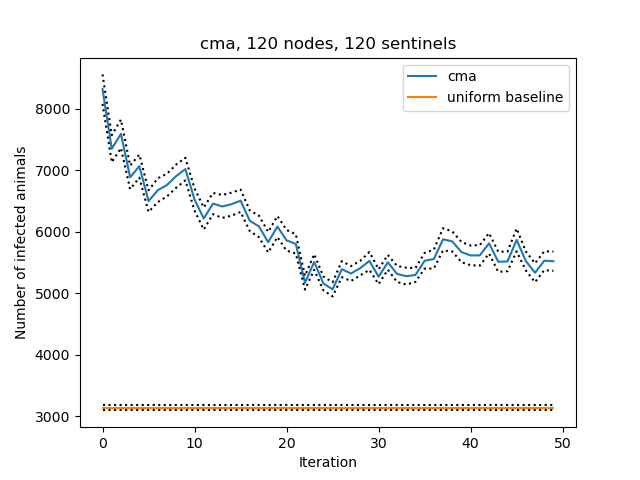 cma, 120 nodes, 120 sentinels
cma
uniform baseline
Number of infected animals
8000
7000
6000
5000
4000
3000
0
10
20
30
40
50
Iteration